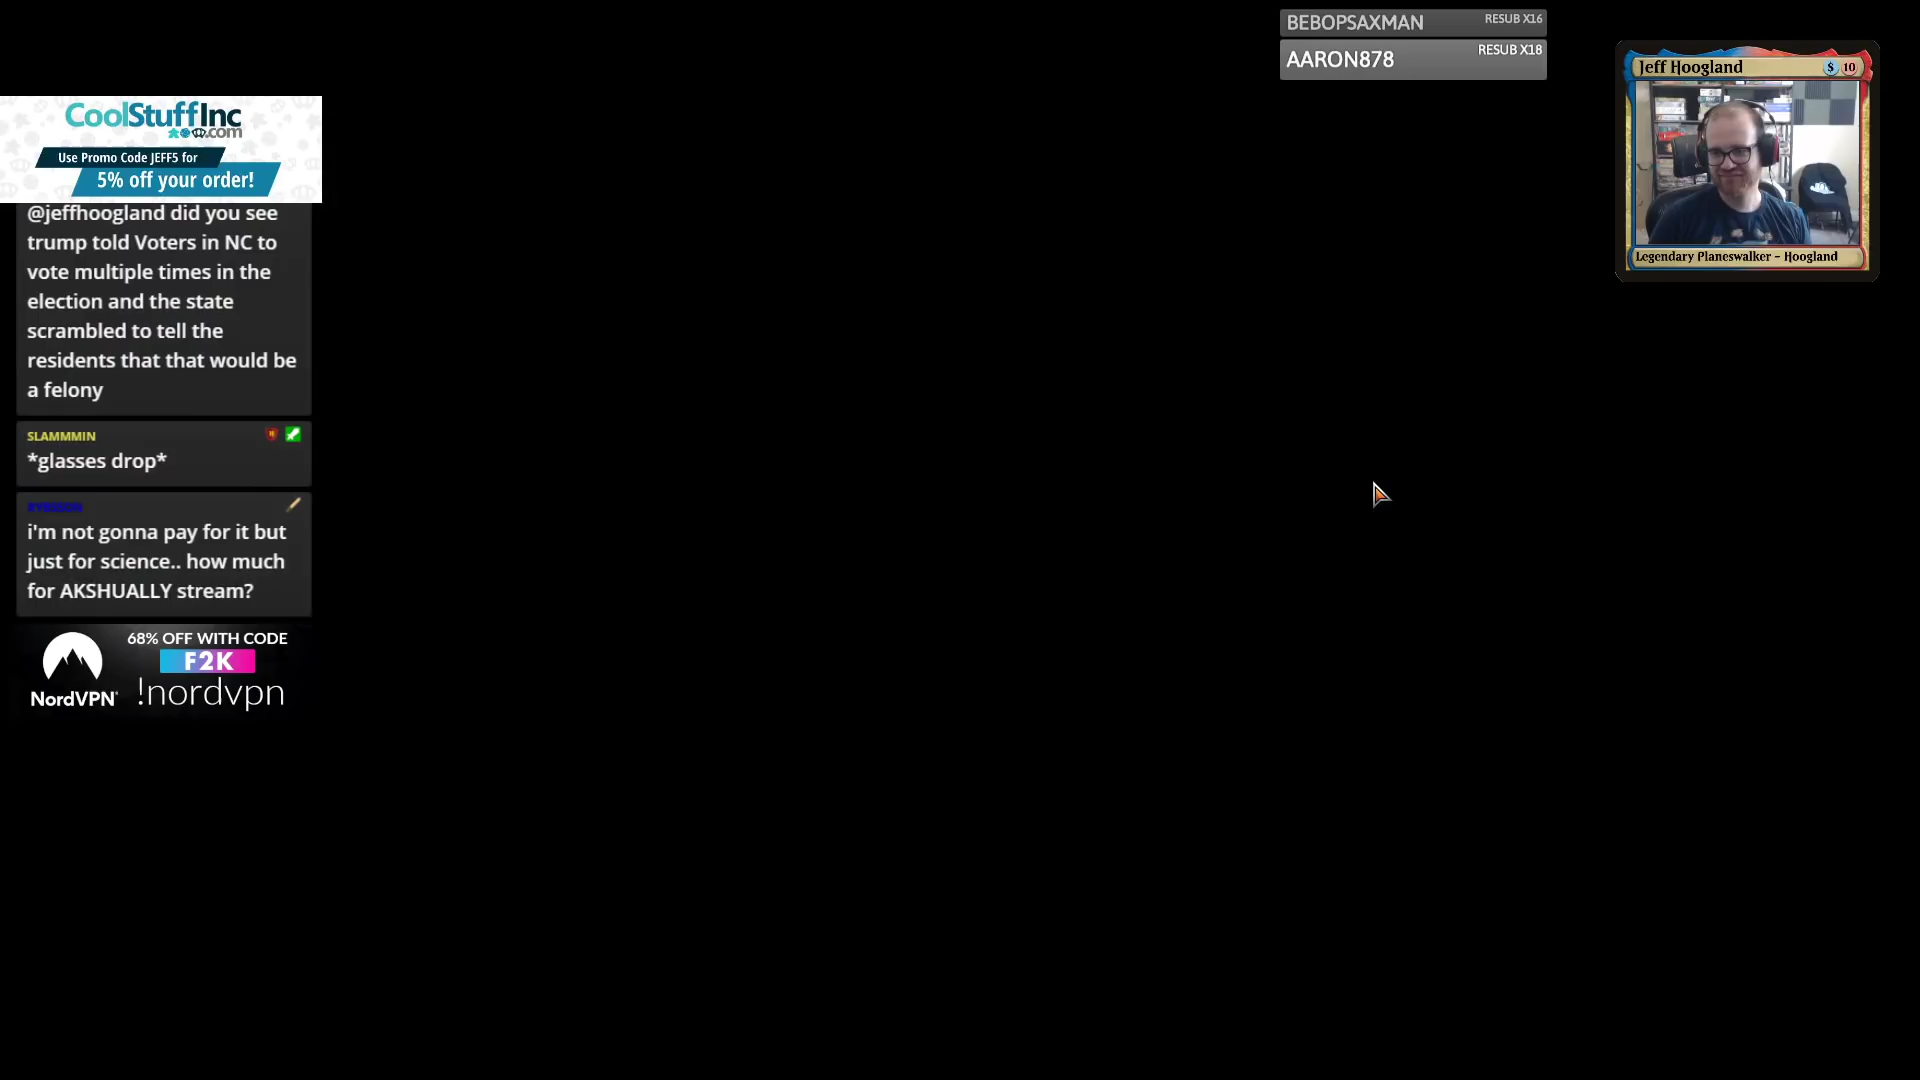 BEBOPSAXMAN RESUB X16
AARON878 RESUB X18
Jeff Hoogland $ 10
Legendary Planeswalker – Hoogland
CoolStuffInc
.com
Use Promo Code JEFF5 for
5% off your order!
@jeffhoogland did you see
trump told Voters in NC to
vote multiple times in the
election and the state
scrambled to tell the
residents that that would be
a felony
SLAMMMIN
*glasses drop*
i'm not gonna pay for it but
just for science.. how much
for AKSHUALLY stream?
68% OFF WITH CODE
F2K
NordVPN
!nordvpn